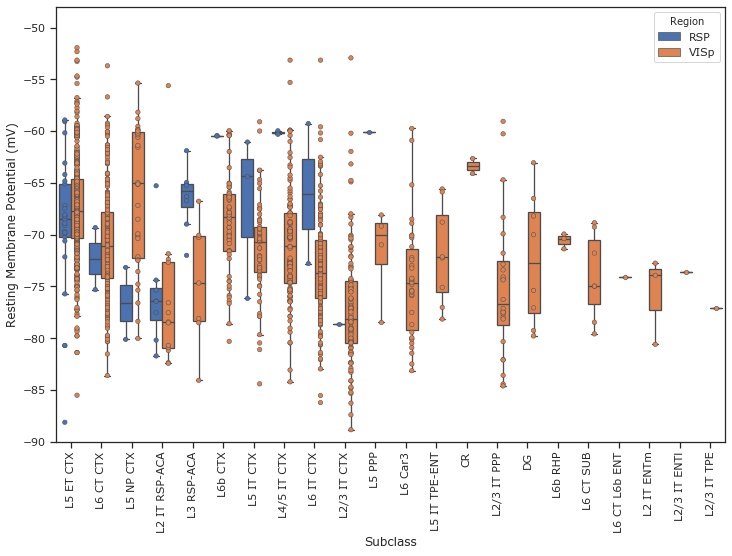 Region
RSP
VISp
Resting Membrane Potential (mV)
−50
−55
−60
−65
−70
−75
−80
−85
−90
L5 ET CTX
L6 CT CTX
L5 NP CTX
L2 IT RSP-ACA
L3 RSP-ACA
L6b CTX
L5 IT CTX
L4/5 IT CTX
L6 IT CTX
L2/3 IT CTX
L5 PPP
L6 Car3
L5 IT TPE-ENT
CR
L2/3 IT PPP
DG
L6b RHP
L6 CT SUB
L6 CT L6b ENT
L2 IT ENTm
L2/3 IT ENTl
L2/3 IT TPE
Subclass